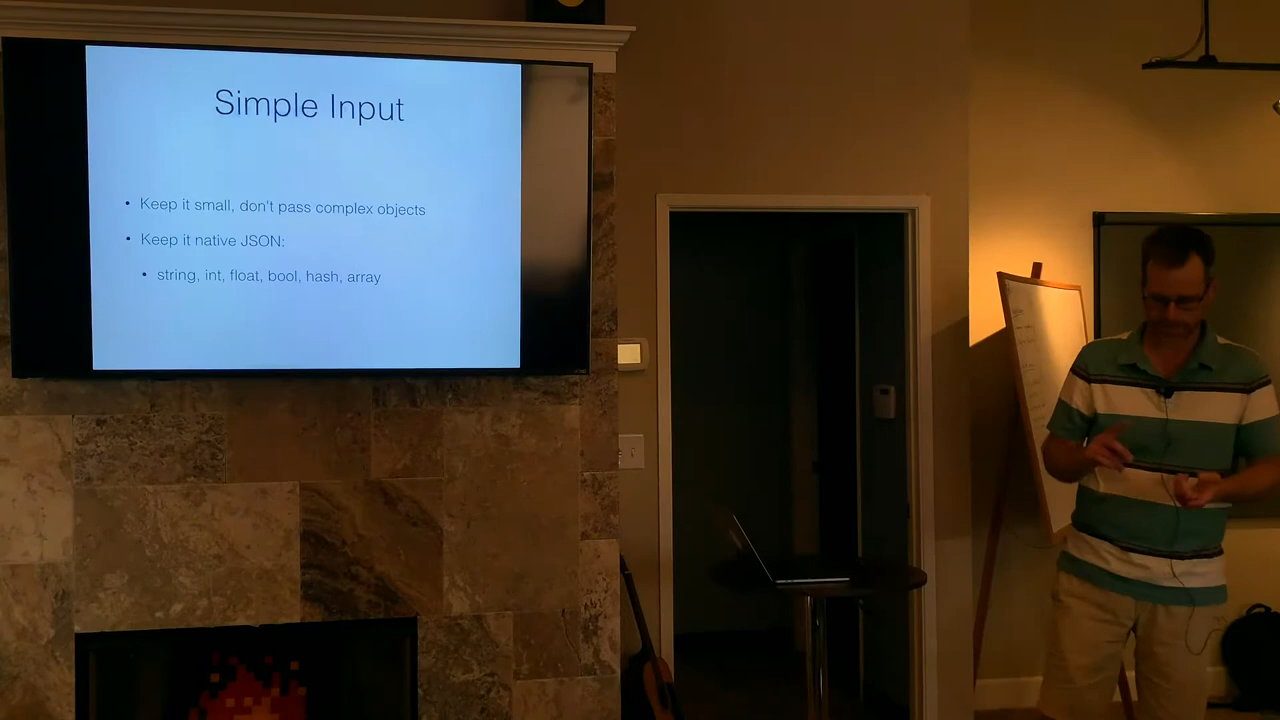 Simple Input
• Keep it small, don't pass complex objects
• Keep it native JSON:
• string, int, float, bool, hash, array